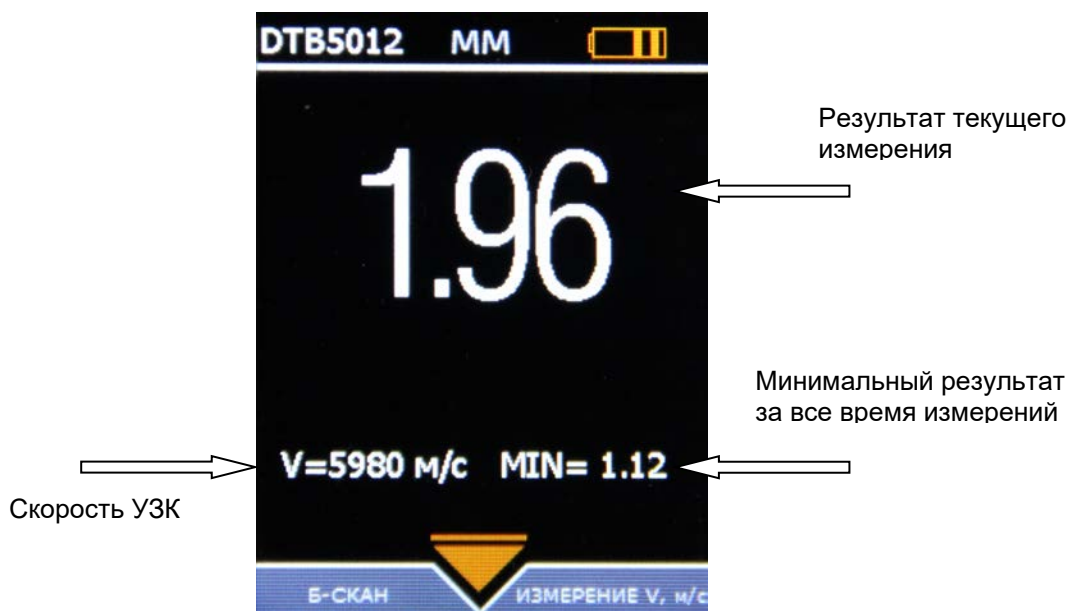 DTB5012 ММ
Результат текущего
измерения
1.96
Минимальный результат
за все время измерений
V=5980 м/с MIN= 1.12
Скорость УЗК
Б-СКАН ИЗМЕРЕНИЕ V, м/с